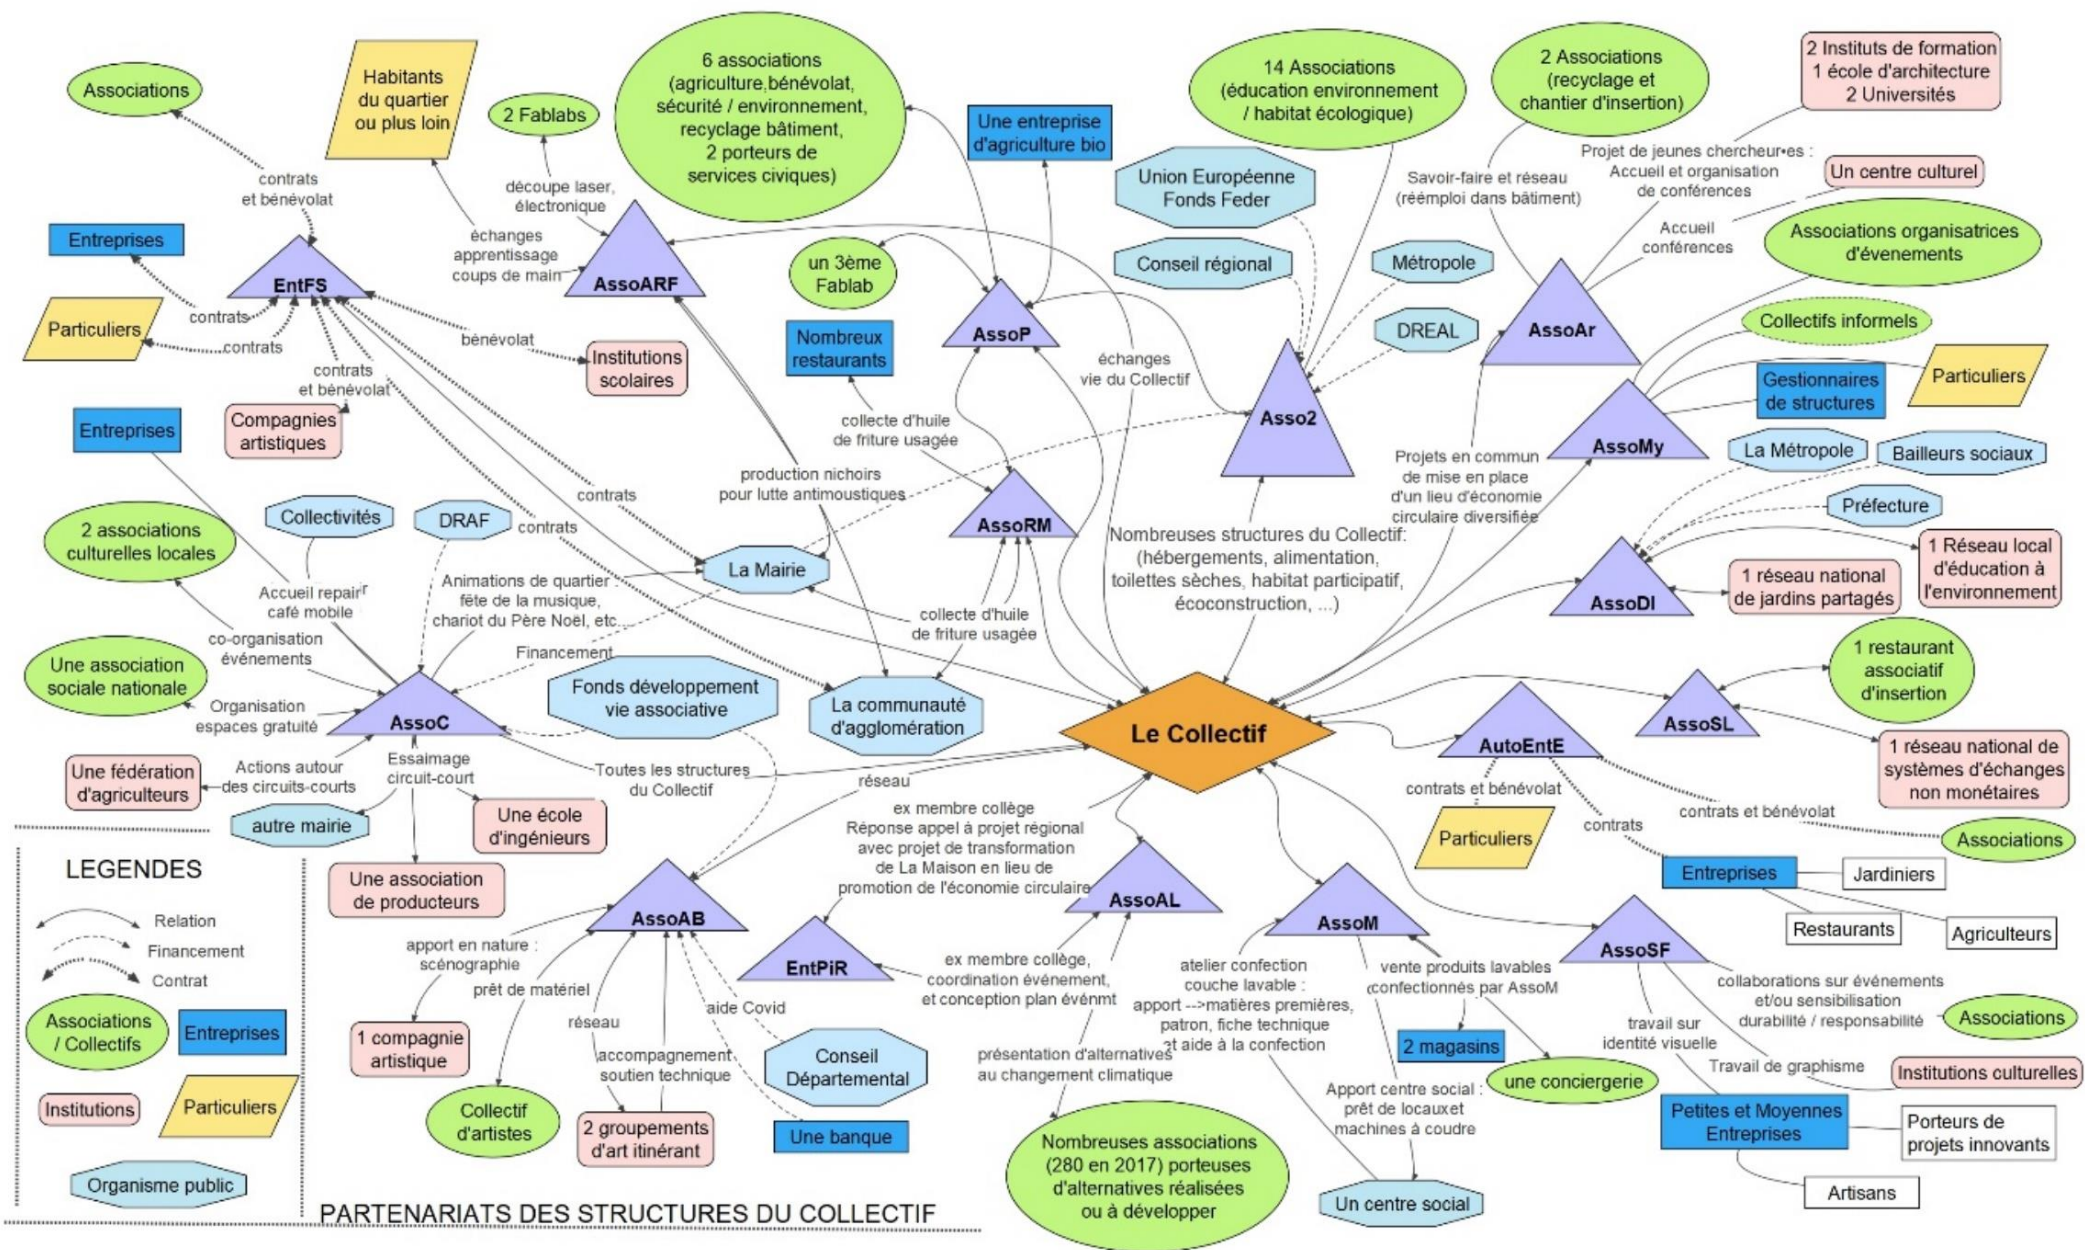 Associations
Habitants
du quartier
ou plus loin
2 Fablabs
6 associations
(agriculture,bénévolat,
sécurité / environnement,
recyclage bâtiment,
2 porteurs de
services civiques)
Une entreprise
d'agriculture bio
14 Associations
(éducation environnement
/ habitat écologique)
2 Associations
(recyclage et
chantier d'insertion)
2 Instituts de formation
1 école d'architecture
2 Universités
contrats
et bénévolat
découpe laser,
électronique
échanges
apprentissage
coups de main
Union Européenne
Fonds Feder
Savoir-faire et réseau
(réémploi dans bâtiment)
Projet de jeunes chercheur•es :
Accueil et organisation
de conférences
Un centre culturel
Accueil
conférences
Entreprises
EntFS
AssoARF
un 3ème
Fablab
Conseil régional
Métropole
Associations organisatrices
d'évenements
Particuliers
contrats
contrats
bénévolat
Institutions
scolaires
Nombreux
restaurants
AssoP
DREAL
AssoAr
Collectifs informels
échanges
vie du Collectif
Particuliers
Gestionnaires
de structures
contrats
et bénévolat
Compagnies
artistiques
Entreprises
collecte d'huile
de friture usagée
Asso2
AssoMy
La Métropole
Bailleurs sociaux
Projets en commun
de mise en place
d'un lieu d'économie
circulaire diversifiée
production nichoirs
pour lutte antimoustiques
contrats
contrats
Collectivités
DRAF
2 associations
culturelles locales
AssoRM
Nombreuses structures du Collectif:
(hébergements, alimentation,
toilettes sèches, habitat participatif,
écoconstruction, ...)
Préfecture
1 Réseau local
d'éducation à
l'environnement
1 réseau national
de jardins partagés
AssoDI
La Mairie
Accueil repair
café mobile
Animations de quartier :
fête de la musique,
chariot du Père Noël, etc...
collecte d'huile
de friture usagée
co-organisation
événements
Financement
Une association
sociale nationale
Organisation
espaces gratuité
AssoC
Fonds développement
vie associative
La communauté
d'agglomération
Le Collectif
1 restaurant
associatif
d'insertion
AssoSL
AutoEntE
1 réseau national de
systèmes d'échanges
non monétaires
Une fédération
d'agriculteurs
Actions autour
des circuits-courts
Essaimage
circuit-court
Toutes les structures
du Collectif
réseau
autre mairie
Une école
d'ingénieurs
Une association
de producteurs
ex membre collège
Réponse appel à projet régional
avec projet de transformation
de La Maison en lieu de
promotion de l'économie circulaire
contrats et bénévolat
contrats
contrats et bénévolat
Particuliers
Associations
Entreprises
Jardiniers
Restaurants
Agriculteurs
AssoAB
EntPiR
AssoAL
AssoM
AssoSF
apport en nature :
scénographie
prêt de matériel
réseau
accompagnement
soutien technique
aide Covid
ex membre collège,
coordination événement,
et conception plan événmt
présentation d'alternatives
au changement climatique
atelier confection
couche lavable :
apport -->matières premières,
patron, fiche technique
et aide à la confection
vente produits lavables
confectionnés par AssoM
2 magasins
une conciergerie
Apport centre social :
prêt de locaux et
machines à coudre
Un centre social
collaborations sur événements
et/ou sensibilisation
durabilité / responsabilité
Associations
travail sur
identité visuelle
Travail de graphisme
Institutions culturelles
Petites et Moyennes
Entreprises
Porteurs de
projets innovants
Artisans
1 compagnie
artistique
Collectif
d'artistes
2 groupements
d'art itinérant
Conseil
Départemental
Une banque
Nombreuses associations
(280 en 2017) porteuses
d'alternatives réalisées
ou à développer
LEGENDES
Relation
Financement
Contrat
Associations
/ Collectifs
Entreprises
Institutions
Particuliers
Organisme public
PARTENARIATS DES STRUCTURES DU COLLECTIF